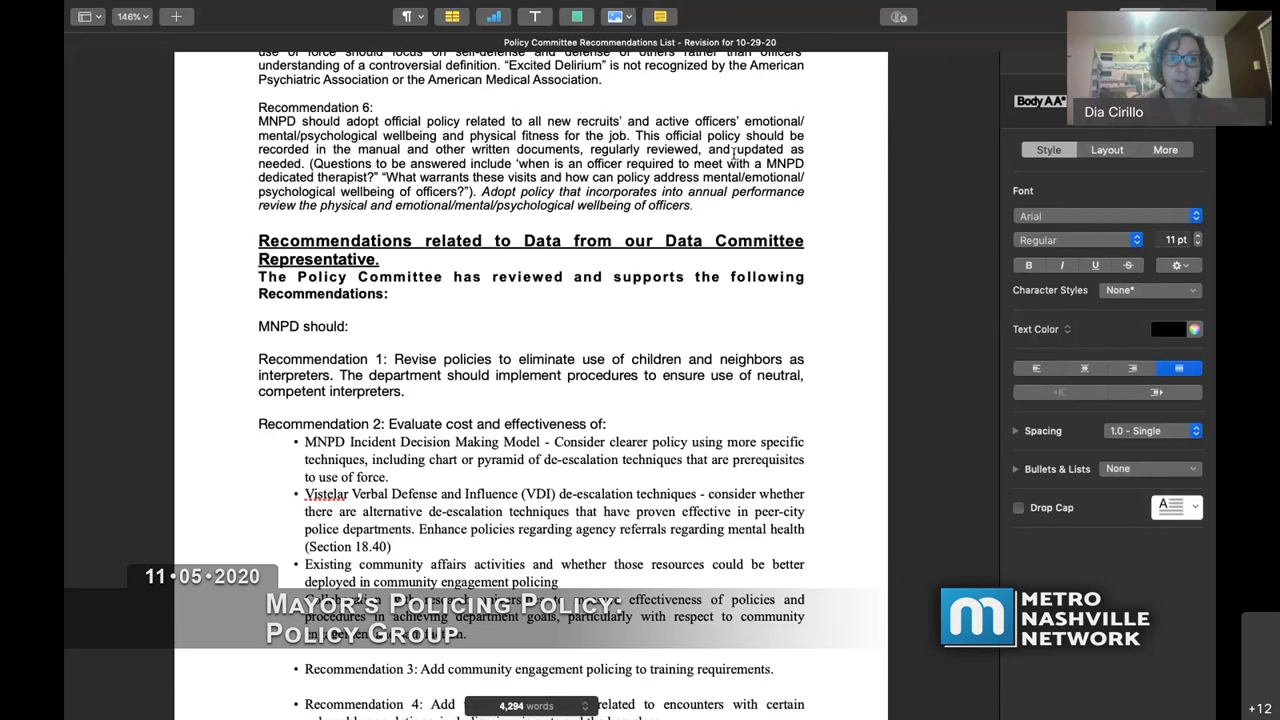 146%
Policy Committee Recommendations List - Revision for 10-29-20
use of force should focus on self-defense and defense of others rather than officers'
understanding of a controversial definition. "Excited Delirium" is not recognized by the American
Psychiatric Association or the American Medical Association.
Recommendation 6:
MNPD should adopt official policy related to all new recruits' and active officers' emotional/
mental/psychological wellbeing and physical fitness for the job. This official policy should be
recorded in the manual and other written documents, regularly reviewed, and updated as
needed. (Questions to be answered include 'when is an officer required to meet with a MNPD
dedicated therapist?" "What warrants these visits and how can policy address mental/emotional/
psychological wellbeing of officers?"). Adopt policy that incorporates into annual performance
review the physical and emotional/mental/psychological wellbeing of officers.
Recommendations related to Data from our Data Committee
Representative.
The Policy Committee has reviewed and supports the following
Recommendations:
MNPD should:
Recommendation 1: Revise policies to eliminate use of children and neighbors as
interpreters. The department should implement procedures to ensure use of neutral,
competent interpreters.
Recommendation 2: Evaluate cost and effectiveness of:
• MNPD Incident Decision Making Model - Consider clearer policy using more specific
techniques, including chart or pyramid of de-escalation techniques that are prerequisites
to use of force.
• Vistelar Verbal Defense and Influence (VDI) de-escalation techniques - consider whether
there are alternative de-escalation techniques that have proven effective in peer-city
police departments. Enhance policies regarding agency referrals regarding mental health
(Section 18.40)
• Existing community affairs activities and whether those resources could be better
deployed in community engagement policing
effectiveness of policies and
procedures in achieving department goals, particularly with respect to community
• Recommendation 3: Add community engagement policing to training requirements.
• Recommendation 4: Add related to encounters with certain
4,294 words
Dia Cirillo
Body
Style Layout More
Font
Arial
Regular 11 pt
B I U S
Character Styles None*
Text Color
Spacing 1.0 - Single
Bullets & Lists None
Drop Cap
11•05•2020
MAYOR'S POLICING POLICY:
POLICY GROUP
METRO
NASHVILLE
NETWORK
+12